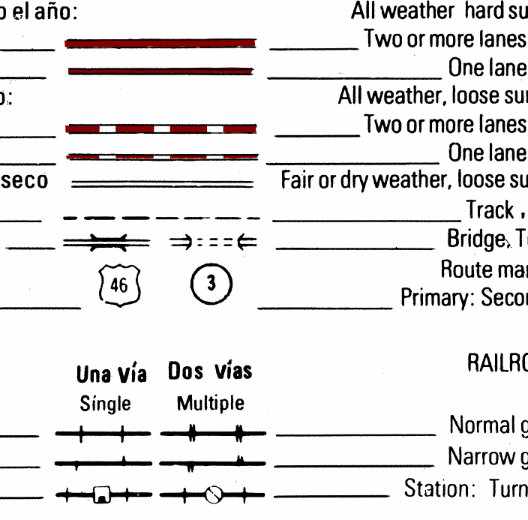 o el año:
All weather hard su
Two or more lanes
One lane
o:
All weather, loose sur
Two or more lanes
One lane
seco
Fair or dry weather, loose su
Track,
Bridge, T
Route mar
46
3
Primary: Secon
RAILRO
Una vía
Dos vías
Single
Multiple
Normal g
Narrow g
Station: Turn